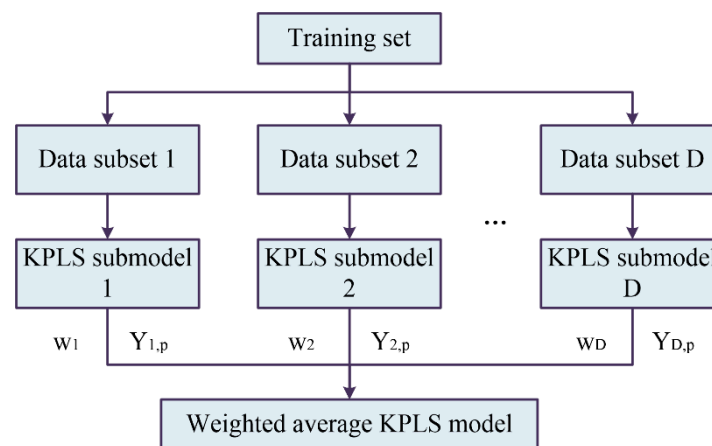 Training set
Data subset 1
Data subset 2
Data subset D
...
KPLS submodel
1
KPLS submodel
2
KPLS submodel
D
w1 Y1,p
w2 Y2,p
wD YD,p
Weighted average KPLS model